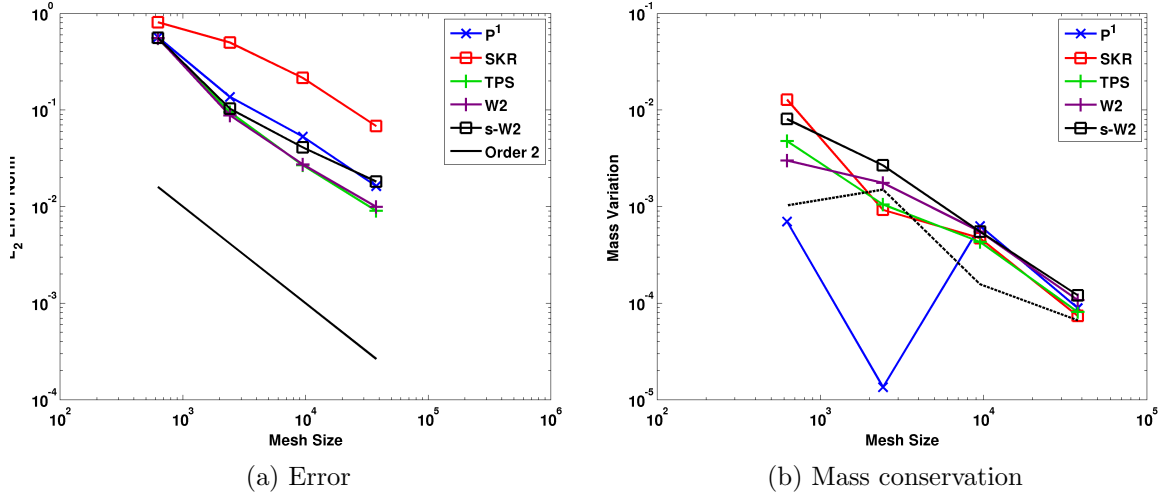 10^0
10^-1
10^-2
10^-3
10^-4
L_2 Error Norm
10^2
10^3
10^4
10^5
10^6
Mesh Size
P^1
SKR
TPS
W2
s-W2
Order 2
(a) Error
10^-1
10^-2
10^-3
10^-4
10^-5
Mass Variation
10^2
10^3
10^4
10^5
Mesh Size
P^1
SKR
TPS
W2
s-W2
(b) Mass conservation